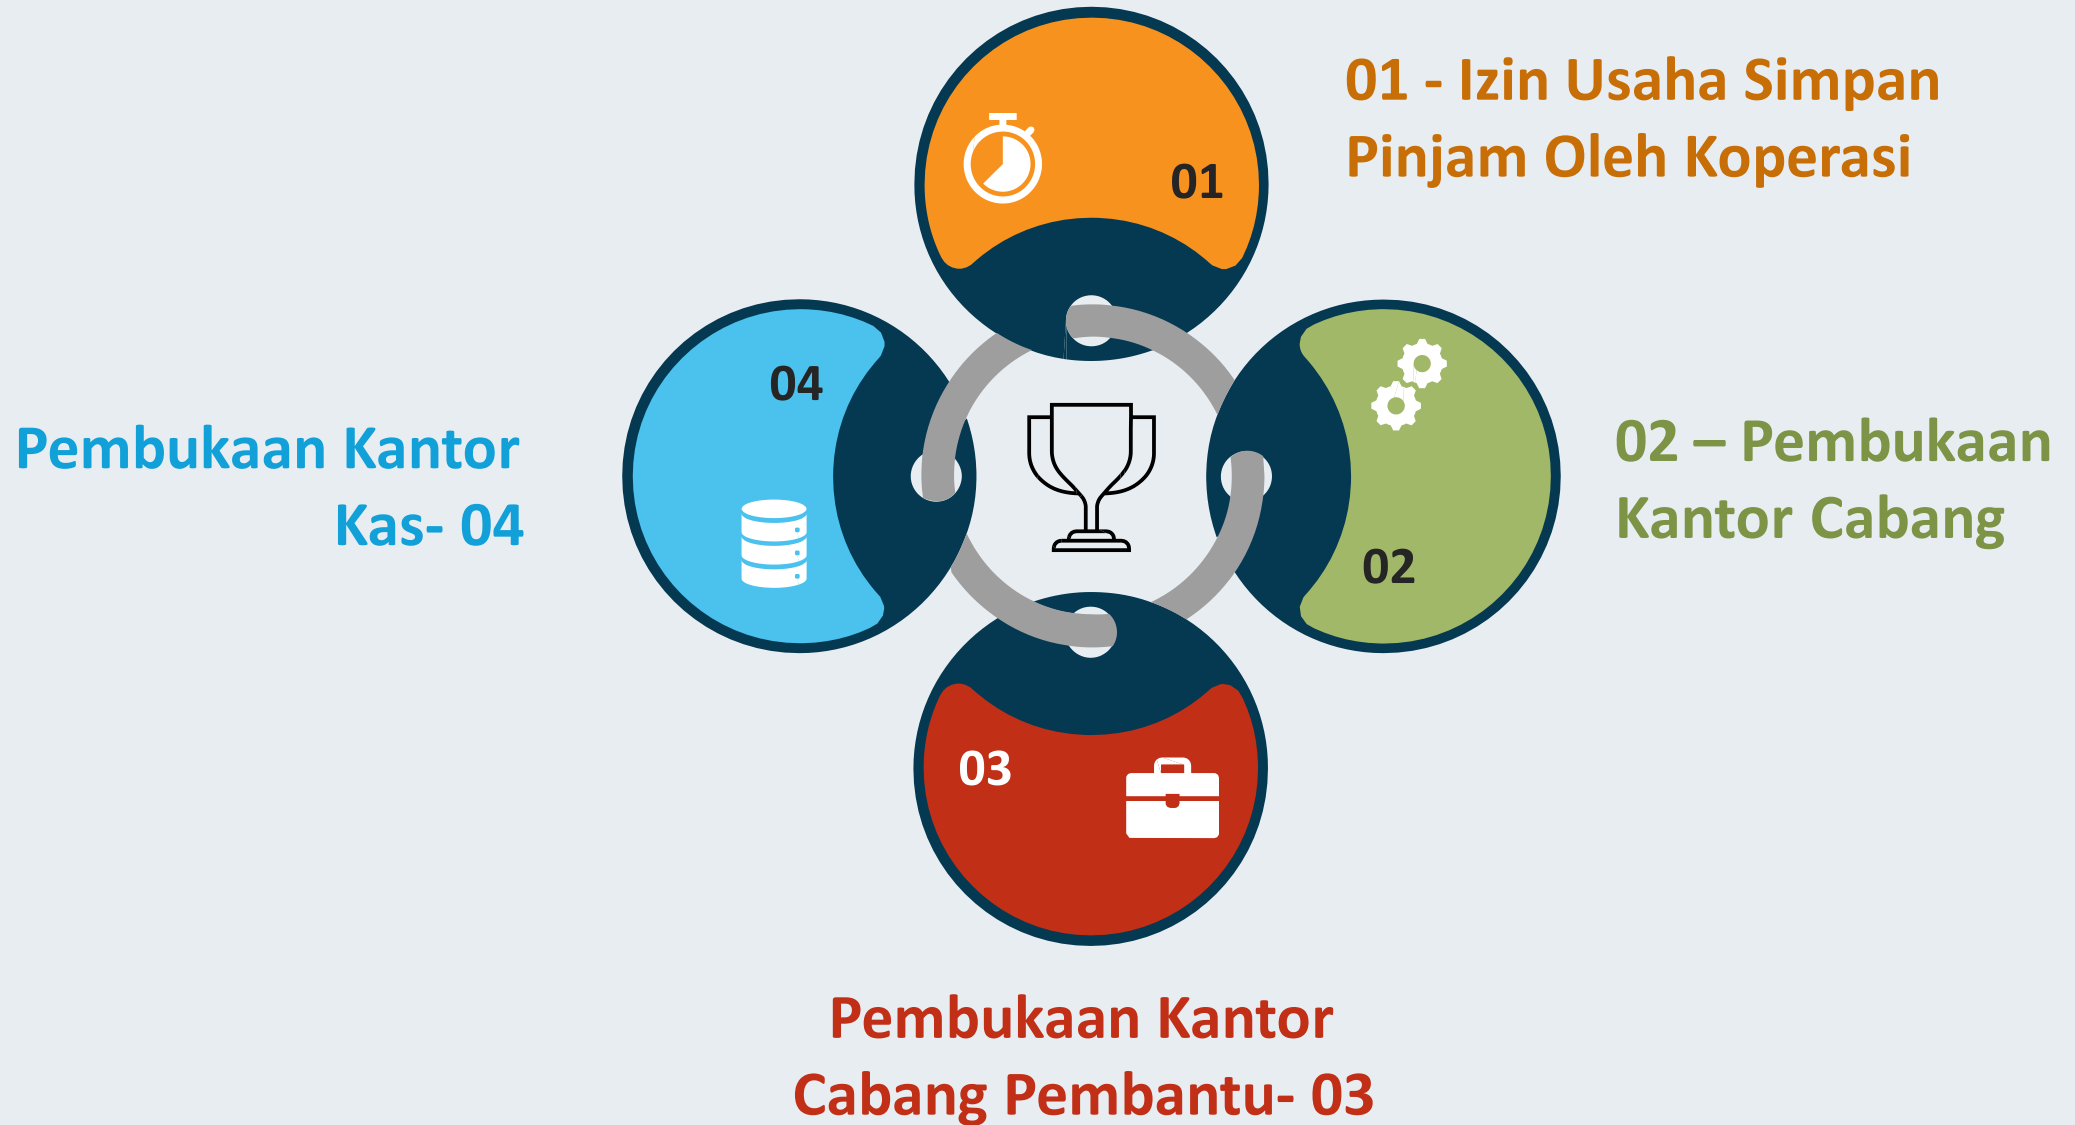 01 - Izin Usaha Simpan
Pinjam Oleh Koperasi
01
04
Pembukaan Kantor
Kas- 04
02 – Pembukaan
Kantor Cabang
02
03
Pembukaan Kantor
Cabang Pembantu- 03